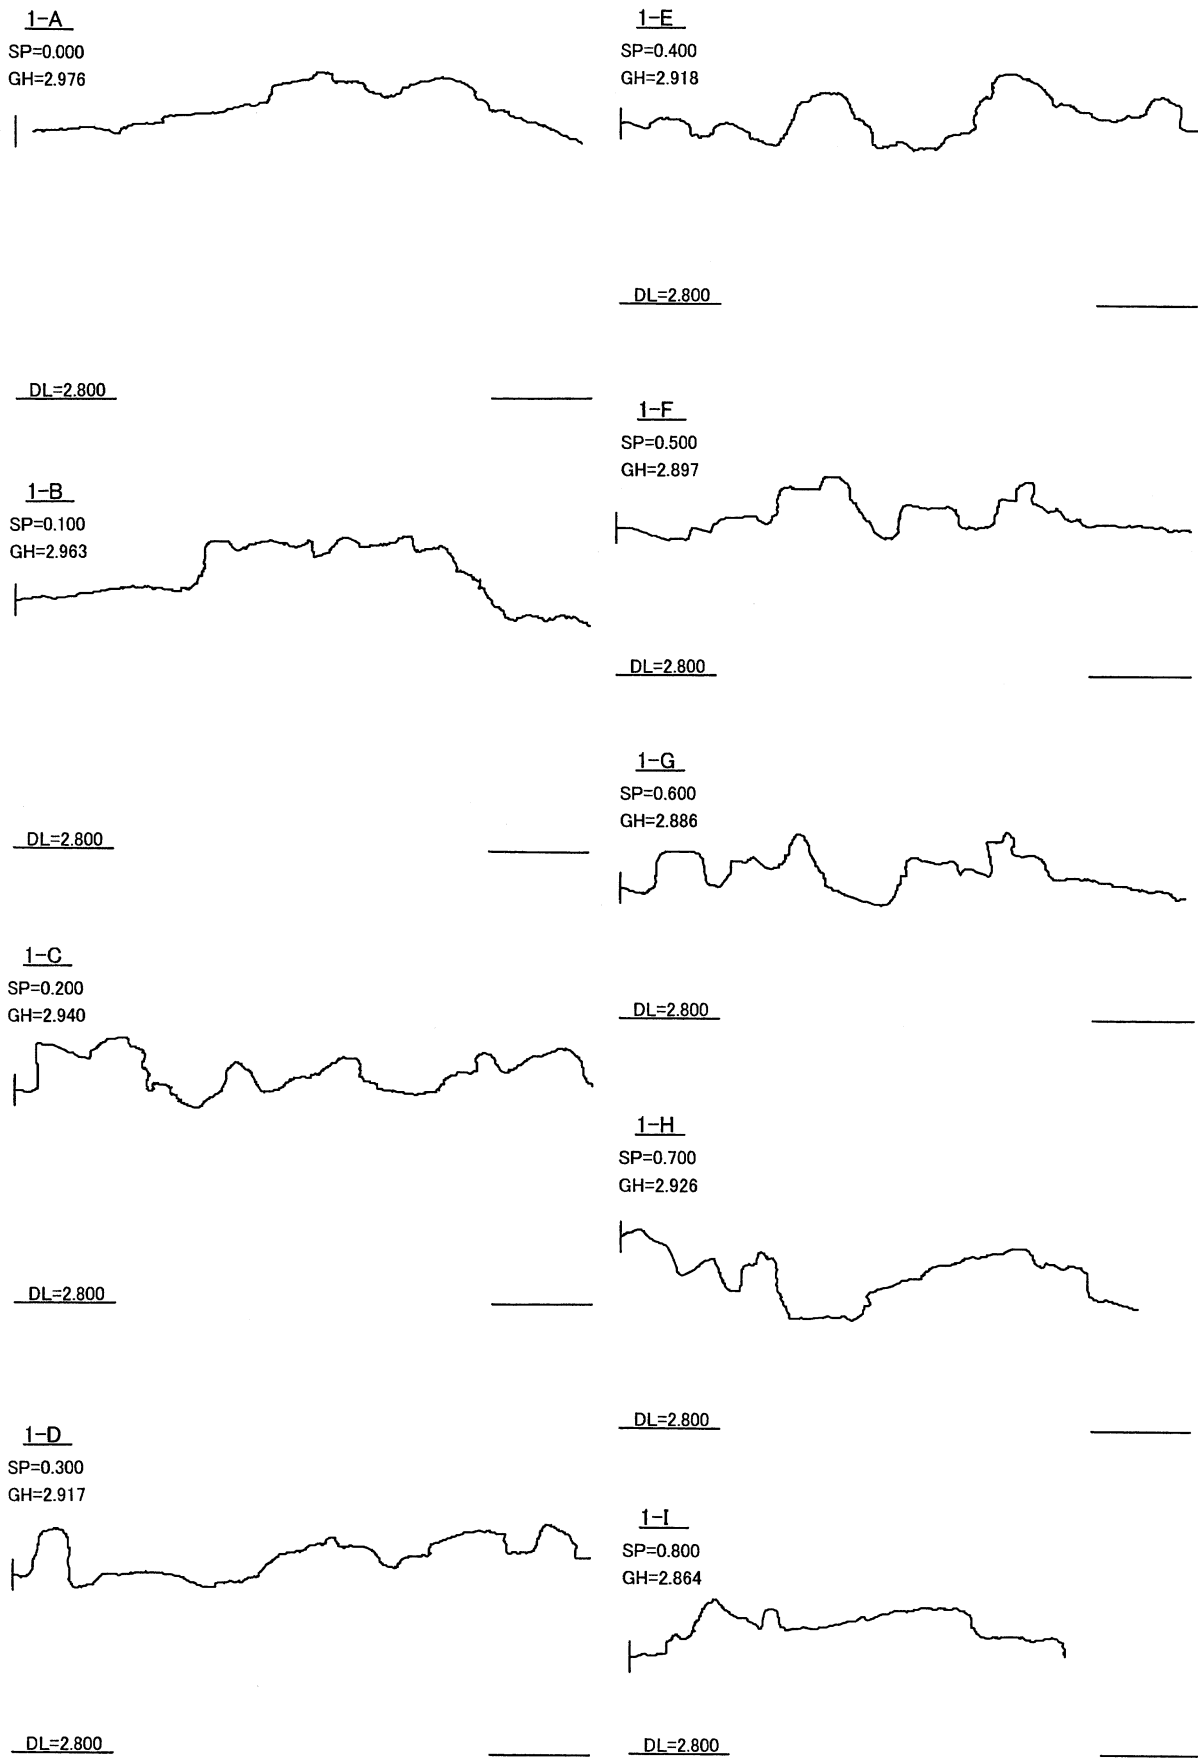 1-A
SP=0.000
GH=2.976
DL=2.800
1-B
SP=0.100
GH=2.963
DL=2.800
1-C
SP=0.200
GH=2.940
DL=2.800
1-D
SP=0.300
GH=2.917
DL=2.800
1-E
SP=0.400
GH=2.918
DL=2.800
1-F
SP=0.500
GH=2.897
DL=2.800
1-G
SP=0.600
GH=2.886
DL=2.800
1-H
SP=0.700
GH=2.926
DL=2.800
1-I
SP=0.800
GH=2.864
DL=2.800